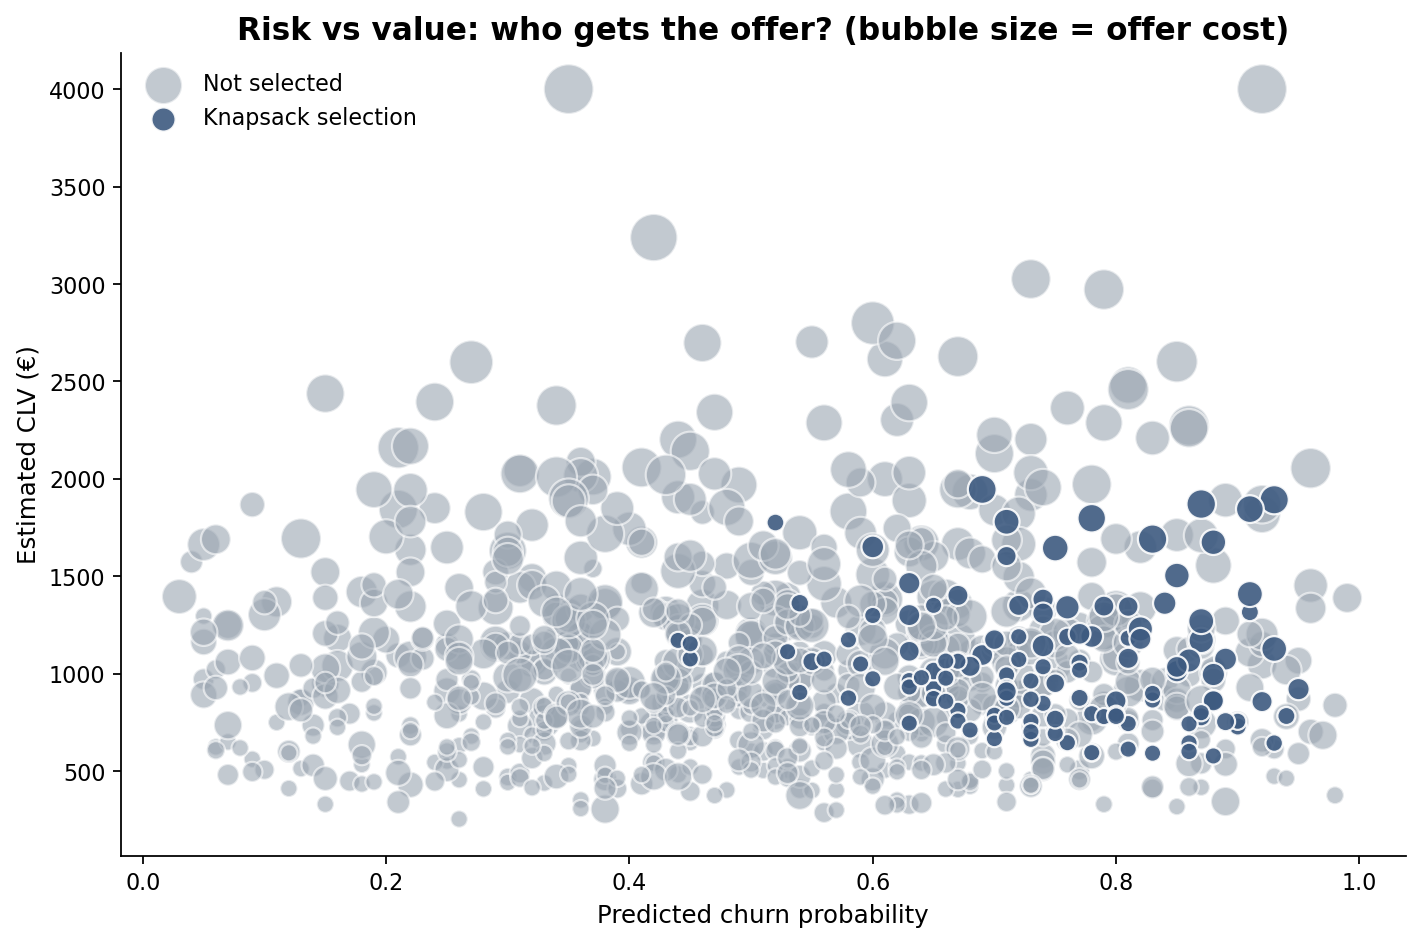 Risk vs value: who gets the offer? (bubble size = offer cost)
Not selected
Knapsack selection
Estimated CLV (€)
4000
3500
3000
2500
2000
1500
1000
500
0.0 0.2 0.4 0.6 0.8 1.0
Predicted churn probability